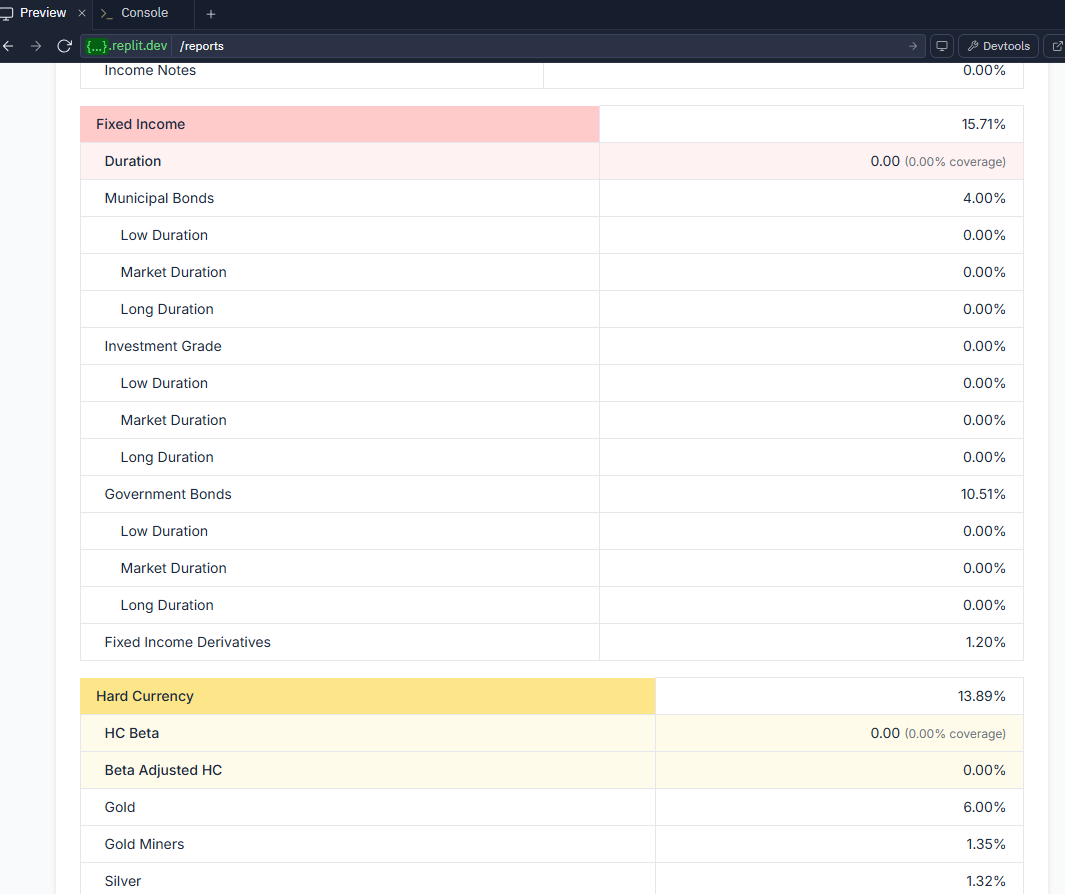 Preview × >_ Console +
{...}.replit.dev /reports Devtools
Income Notes 0.00%
Fixed Income 15.71%
Duration 0.00 (0.00% coverage)
Municipal Bonds 4.00%
Low Duration 0.00%
Market Duration 0.00%
Long Duration 0.00%
Investment Grade 0.00%
Low Duration 0.00%
Market Duration 0.00%
Long Duration 0.00%
Government Bonds 10.51%
Low Duration 0.00%
Market Duration 0.00%
Long Duration 0.00%
Fixed Income Derivatives 1.20%
Hard Currency 13.89%
HC Beta 0.00 (0.00% coverage)
Beta Adjusted HC 0.00%
Gold 6.00%
Gold Miners 1.35%
Silver 1.32%